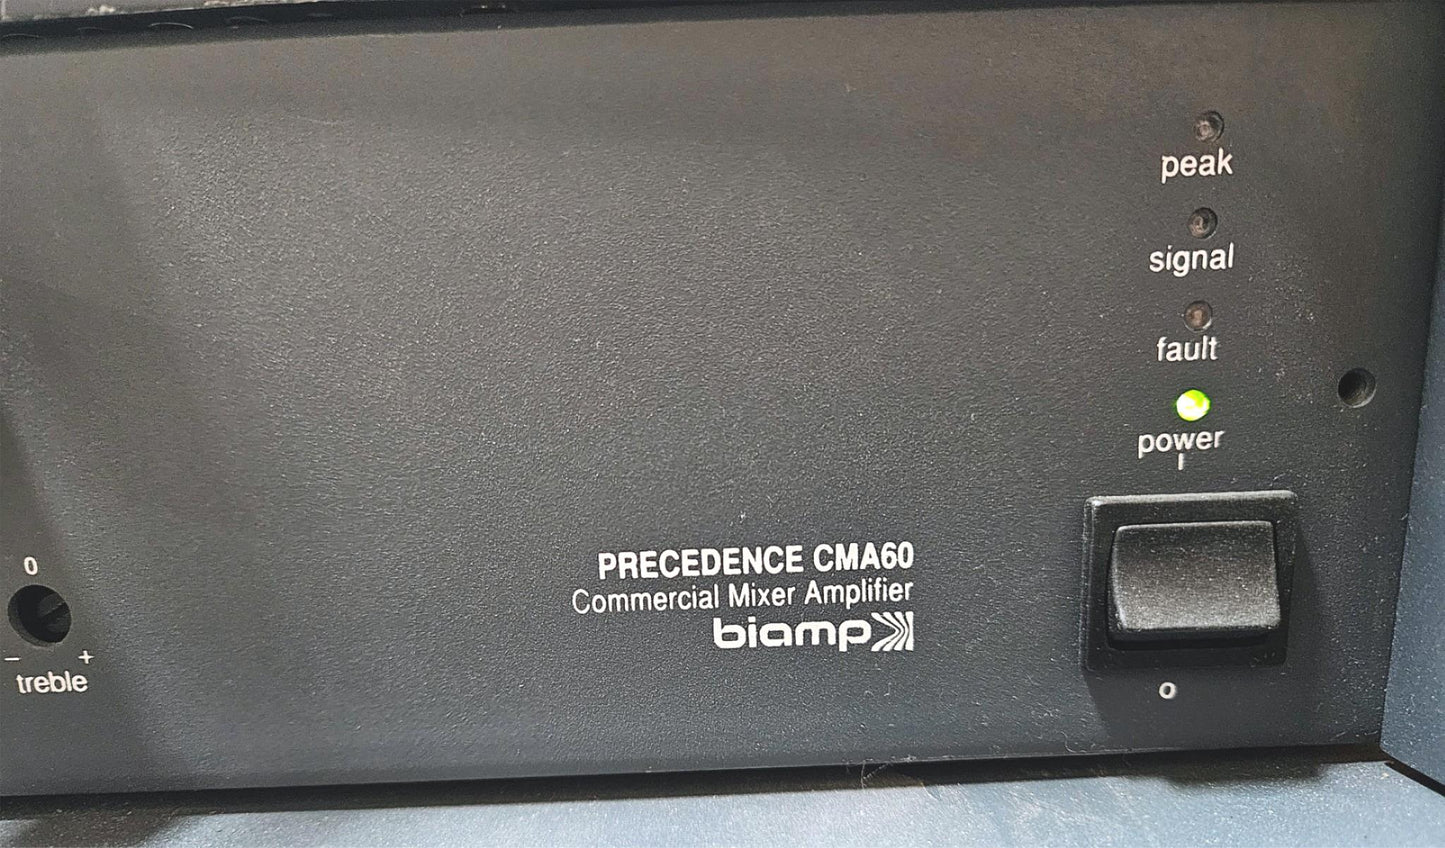 peak
signal
fault
power
I
PRECEDENCE CMA60
Commercial Mixer Amplifier
biamp
O
0
– +
treble